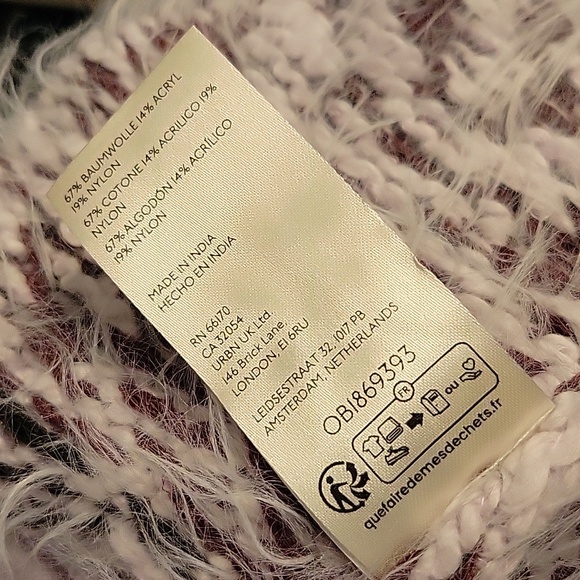 67% BAUMWOLLE 14% ACRYL
19% NYLON
67% COTONE 14% ACRILICO 19%
NYLON
67% ALGODÓN 14% ACRÍLICO
19% NYLON
MADE IN INDIA
HECHO EN INDIA
RN 66170
CA 32054
URBN UK Ltd
146 Brick Lane
LONDON, E1 6RU
LEIDSESTRAAT 32, 1017 PB
AMSTERDAM, NETHERLANDS
OB1869393
FR
ou
quefairedemesdechets.fr